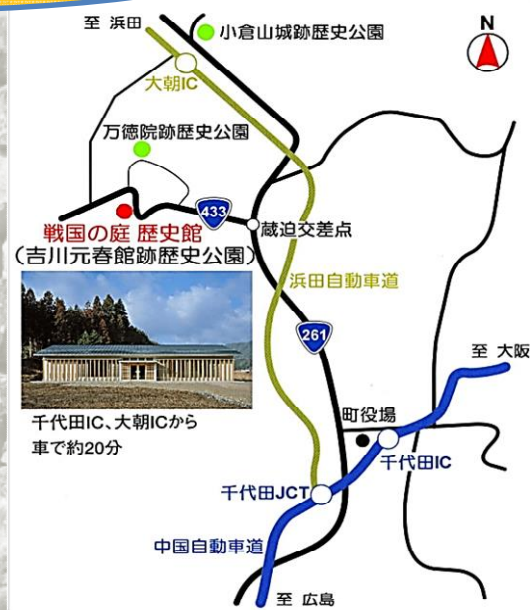 至 浜田
小倉山城跡歴史公園
N
大朝IC
万徳院跡歴史公園
433
戦国の庭 歴史館
(吉川元春館跡歴史公園)
蔵迫交差点
浜田自動車道
261
至 大阪
千代田IC、大朝ICから
車で約20分
町役場
千代田IC
千代田JCT
中国自動車道
至 広島